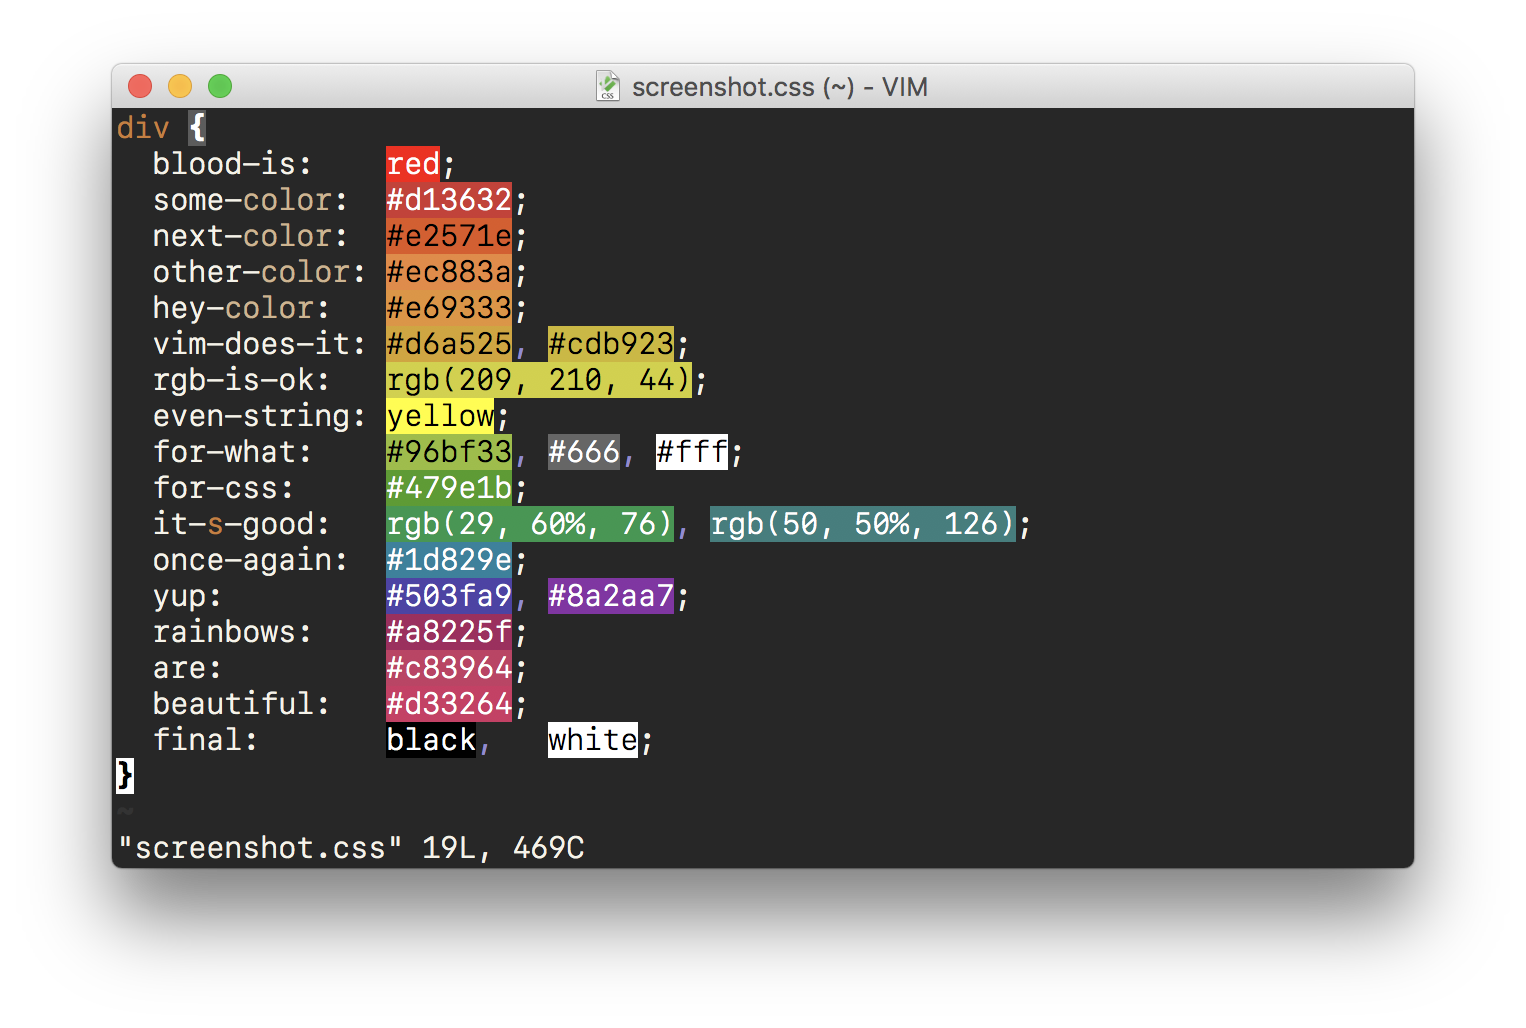 screenshot.css (~) - VIM
div {
  blood-is:    red;
  some-color:  #d13632;
  next-color:  #e2571e;
  other-color: #ec883a;
  hey-color:   #e69333;
  vim-does-it: #d6a525, #cdb923;
  rgb-is-ok:   rgb(209, 210, 44);
  even-string: yellow;
  for-what:    #96bf33, #666, #fff;
  for-css:     #479e1b;
  it-s-good:   rgb(29, 60%, 76), rgb(50, 50%, 126);
  once-again:  #1d829e;
  yup:         #503fa9, #8a2aa7;
  rainbows:    #a8225f;
  are:         #c83964;
  beautiful:   #d33264;
  final:       black,   white;
}
~
"screenshot.css" 19L, 469C